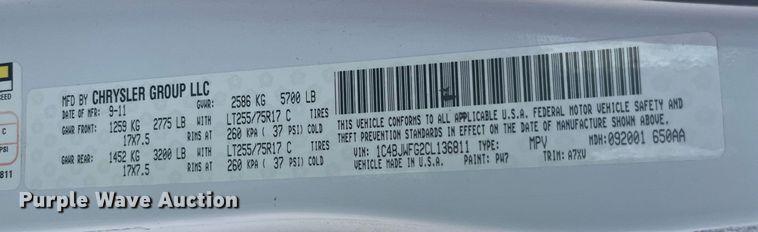 CEED
C
811
MFD BY CHRYSLER GROUP LLC
DATE OF MFR: 9-11 GVWR: 2586 KG 5700 LB
GAWR FRONT: 1259 KG 2775 LB LT255/75R17 C TIRES
17X7.5 RIMS AT 260 KPA ( 37 PSI) COLD
GAWR REAR: 1452 KG 3200 LB LT255/75R17 C TIRES
17X7.5 RIMS AT 260 KPA ( 37 PSI) COLD
THIS VEHICLE CONFORMS TO ALL APPLICABLE U.S.A. FEDERAL MOTOR VEHICLE SAFETY AND
THEFT PREVENTION STANDARDS IN EFFECT ON THE DATE OF MANUFACTURE SHOWN ABOVE
VIN: 1C4BJWFG2CL136811 TYPE: MPV MDH: 092001 650AA
VEHICLE MADE IN U.S.A. PAINT: PW7 TRIM: A7XV
Purple Wave Auction